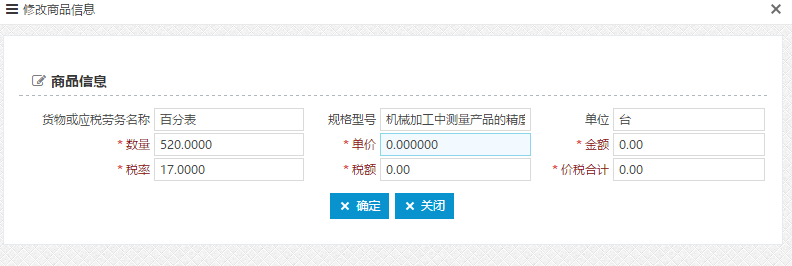 修改商品信息
商品信息
货物或应税劳务名称 百分表 规格型号 机械加工中测量产品的精度 单位 台
* 数量 520.0000 * 单价 0.000000 * 金额 0.00
* 税率 17.0000 * 税额 0.00 * 价税合计 0.00
确定 关闭